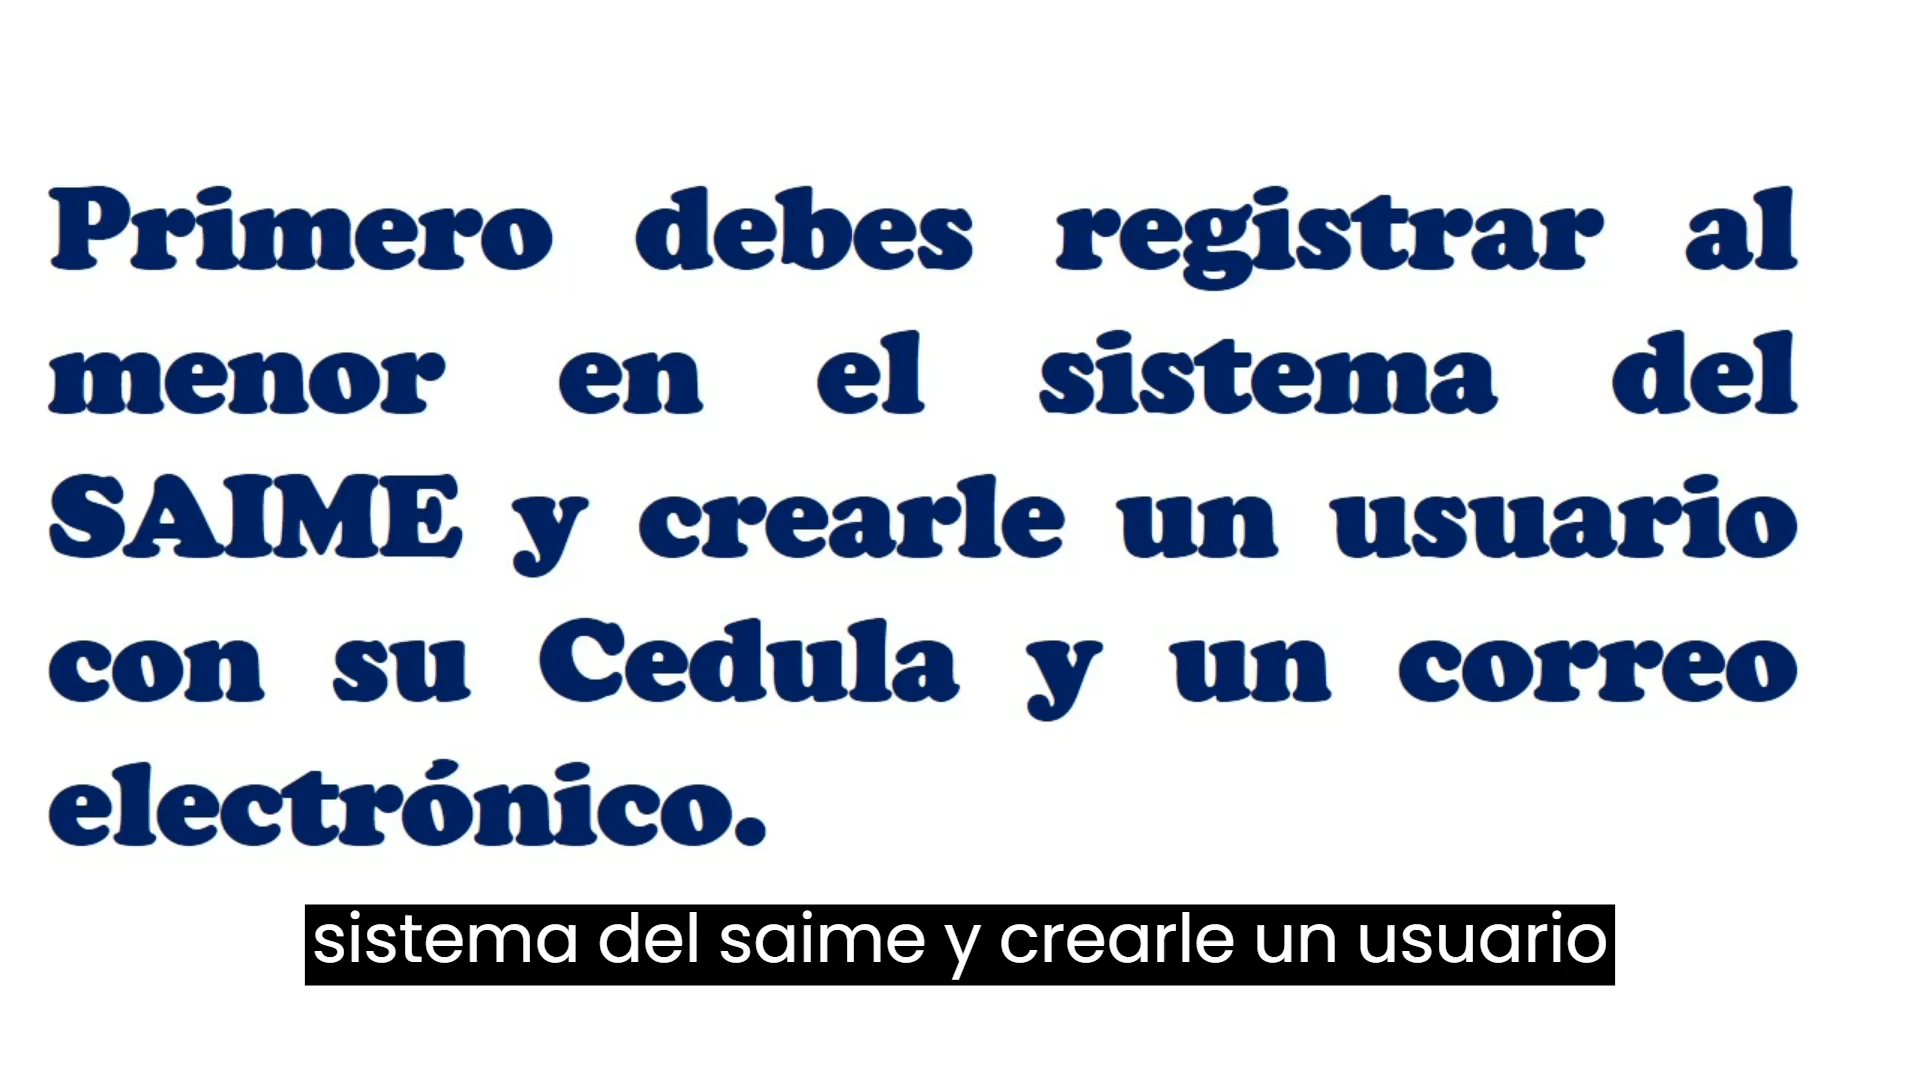 Primero debes registrar al
menor en el sistema del
SAIME y crearle un usuario
con su Cedula y un correo
electrónico.
sistema del saime y crearle un usuario